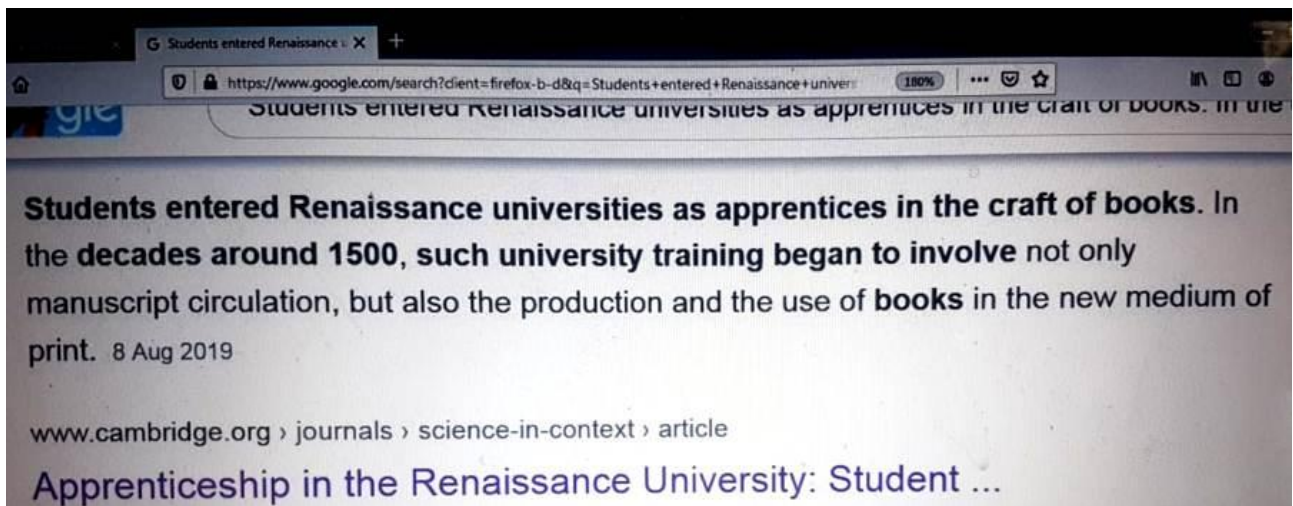 G Students entered Renaissance u
https://www.google.com/search?client=firefox-b-d&q=Students+entered+Renaissance+univer 180%
gle Students entered Renaissance universities as apprentices in the craft of books. In the
Students entered Renaissance universities as apprentices in the craft of books. In
the decades around 1500, such university training began to involve not only
manuscript circulation, but also the production and the use of books in the new medium of
print. 8 Aug 2019
www.cambridge.org › journals › science-in-context › article
Apprenticeship in the Renaissance University: Student ...